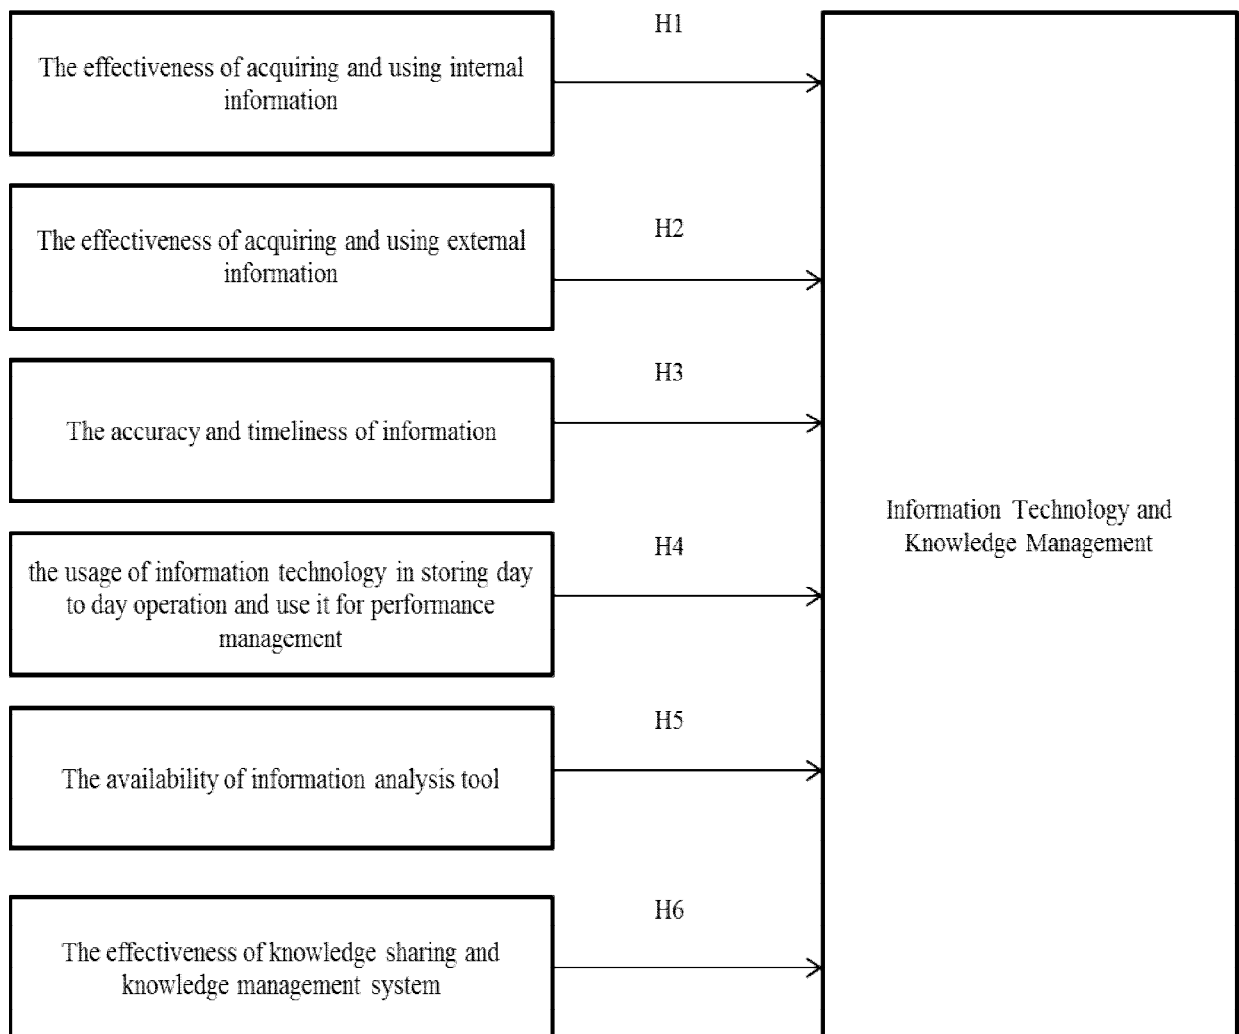 H1
The effectiveness of acquiring and using internal
information
H2
The effectiveness of acquiring and using external
information
H3
The accuracy and timeliness of information
H4
the usage of information technology in storing day
to day operation and use it for performance
management
H5
The availability of information analysis tool
H6
The effectiveness of knowledge sharing and
knowledge management system
Information Technology and
Knowledge Management